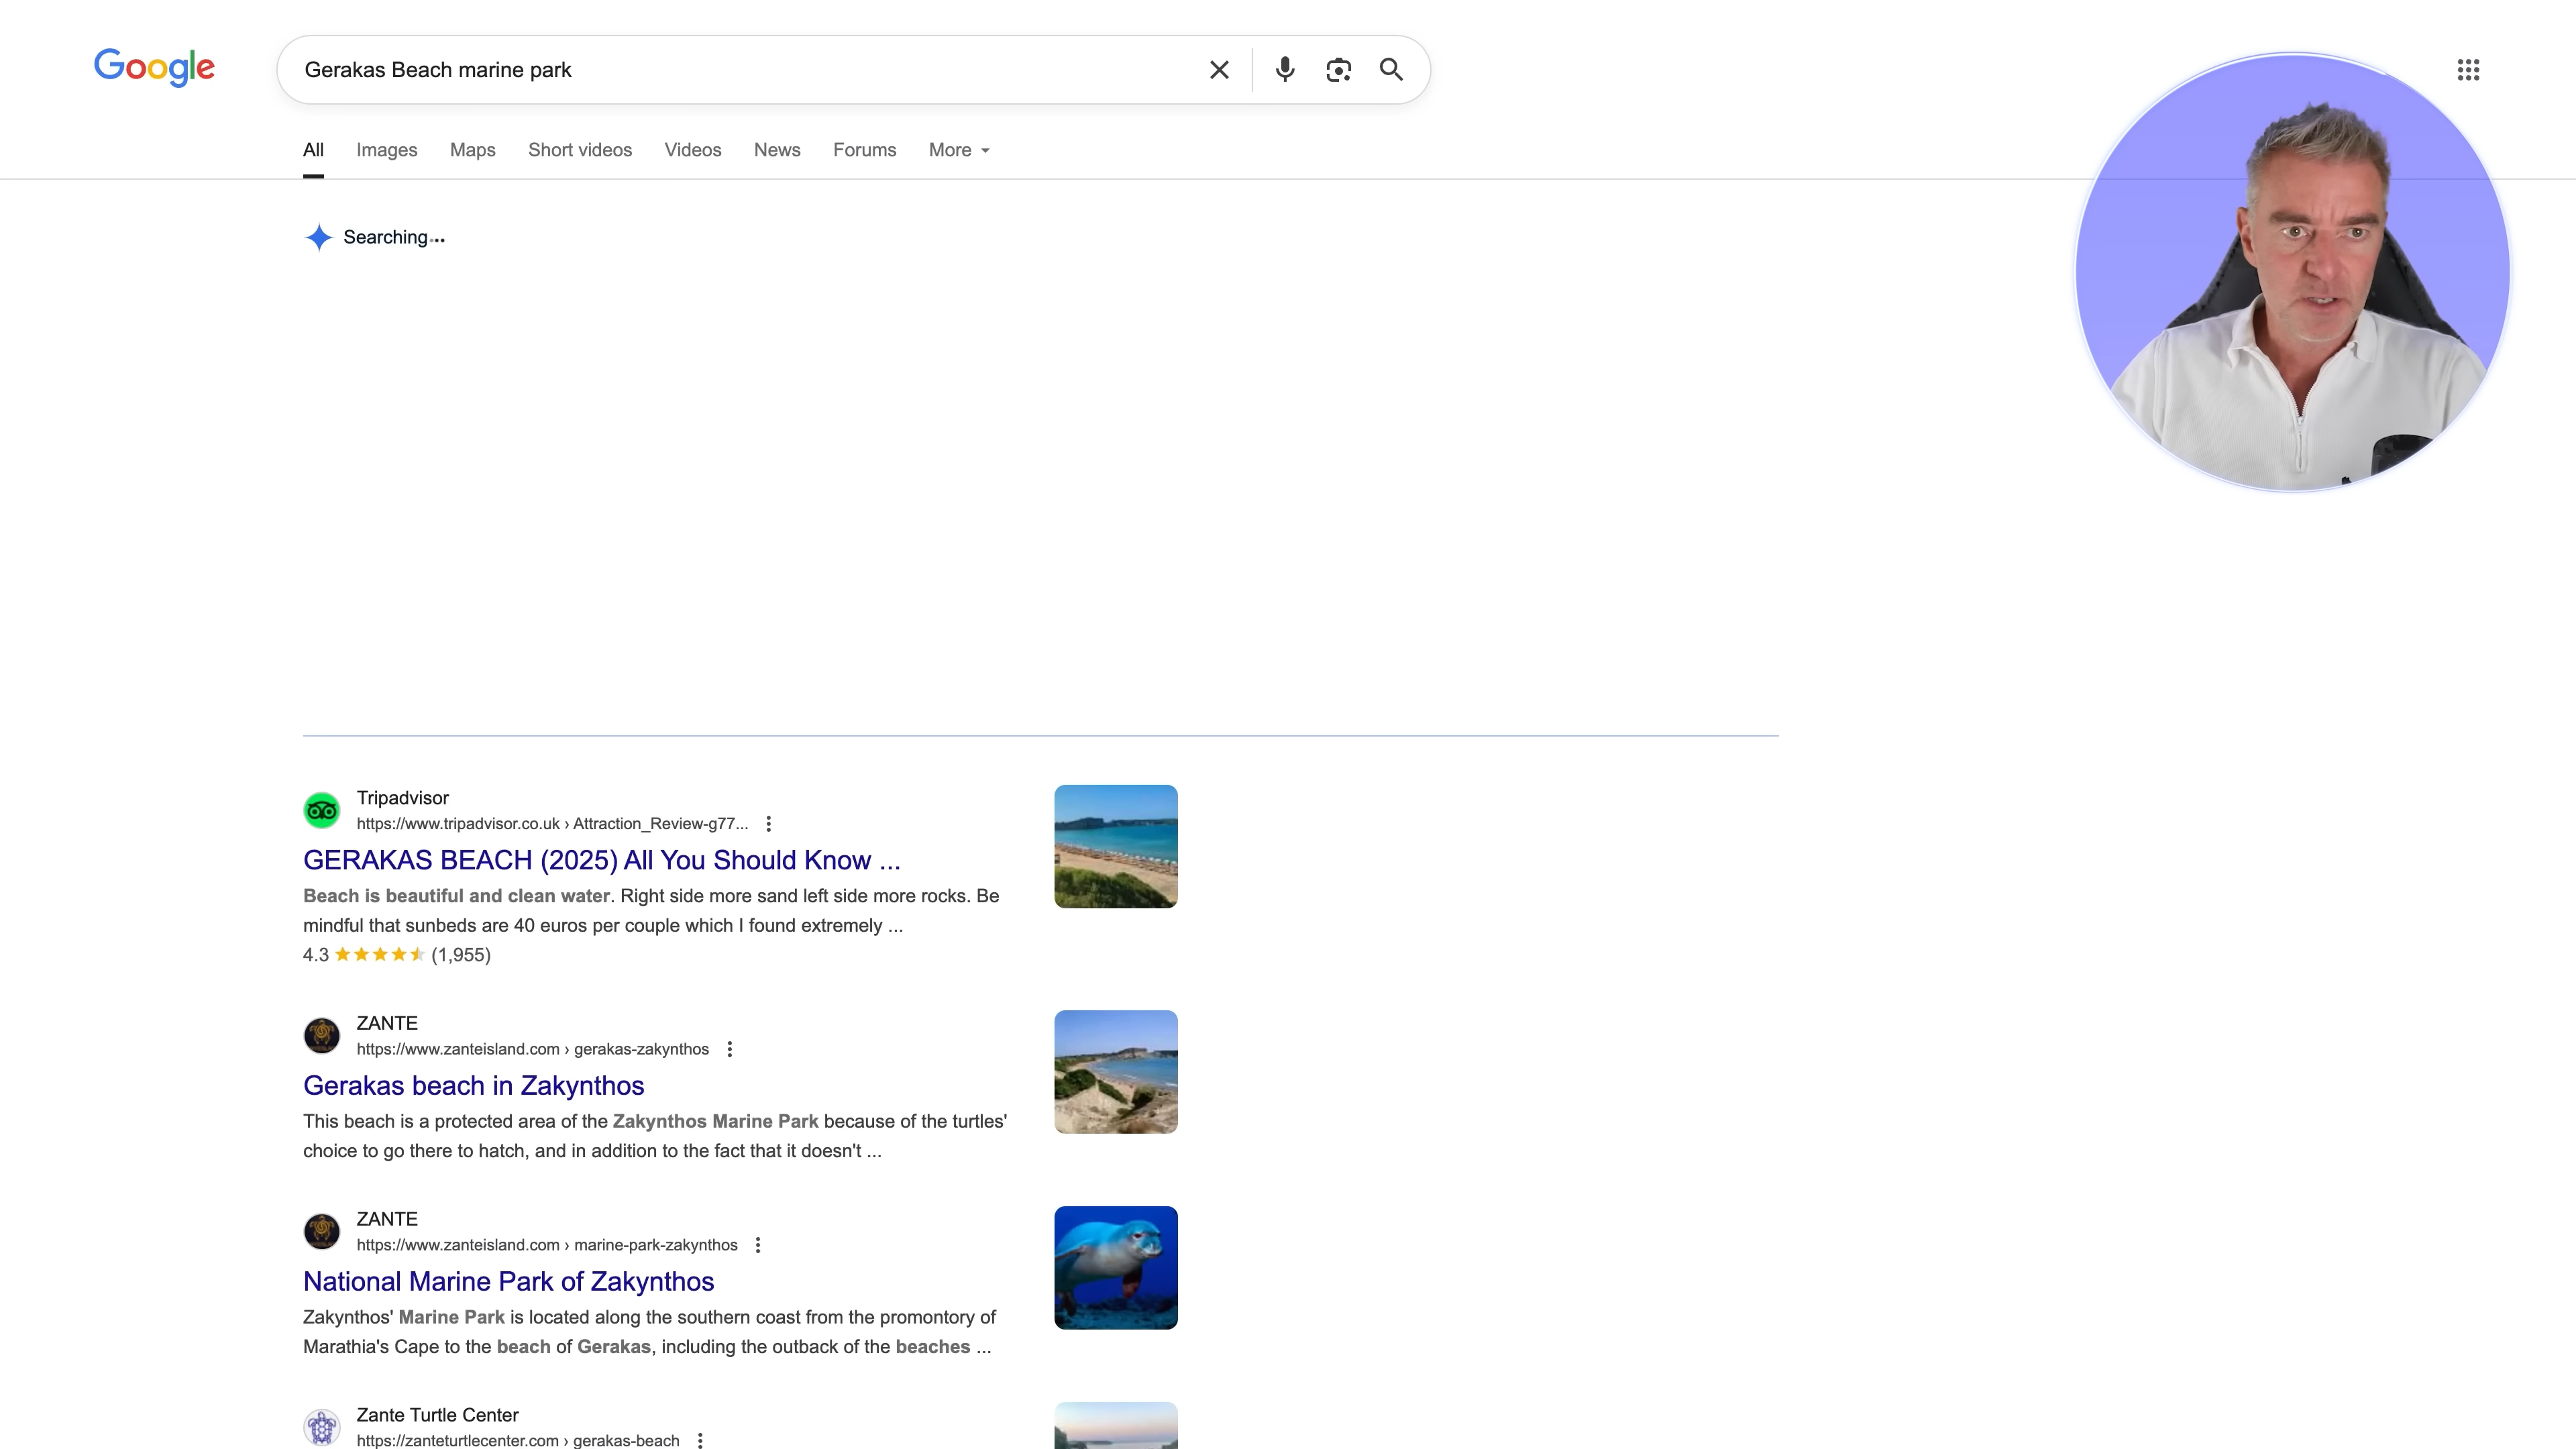 Google
Gerakas Beach marine park
All Images Maps Short videos Videos News Forums More
Searching...
Tripadvisor
https://www.tripadvisor.co.uk › Attraction_Review-g77...
GERAKAS BEACH (2025) All You Should Know ...
Beach is beautiful and clean water. Right side more sand left side more rocks. Be
mindful that sunbeds are 40 euros per couple which I found extremely ...
4.3 (1,955)
ZANTE
https://www.zanteisland.com › gerakas-zakynthos
Gerakas beach in Zakynthos
This beach is a protected area of the Zakynthos Marine Park because of the turtles'
choice to go there to hatch, and in addition to the fact that it doesn't ...
ZANTE
https://www.zanteisland.com › marine-park-zakynthos
National Marine Park of Zakynthos
Zakynthos' Marine Park is located along the southern coast from the promontory of
Marathia's Cape to the beach of Gerakas, including the outback of the beaches ...
Zante Turtle Center
https://zanteturtlecenter.com › gerakas-beach